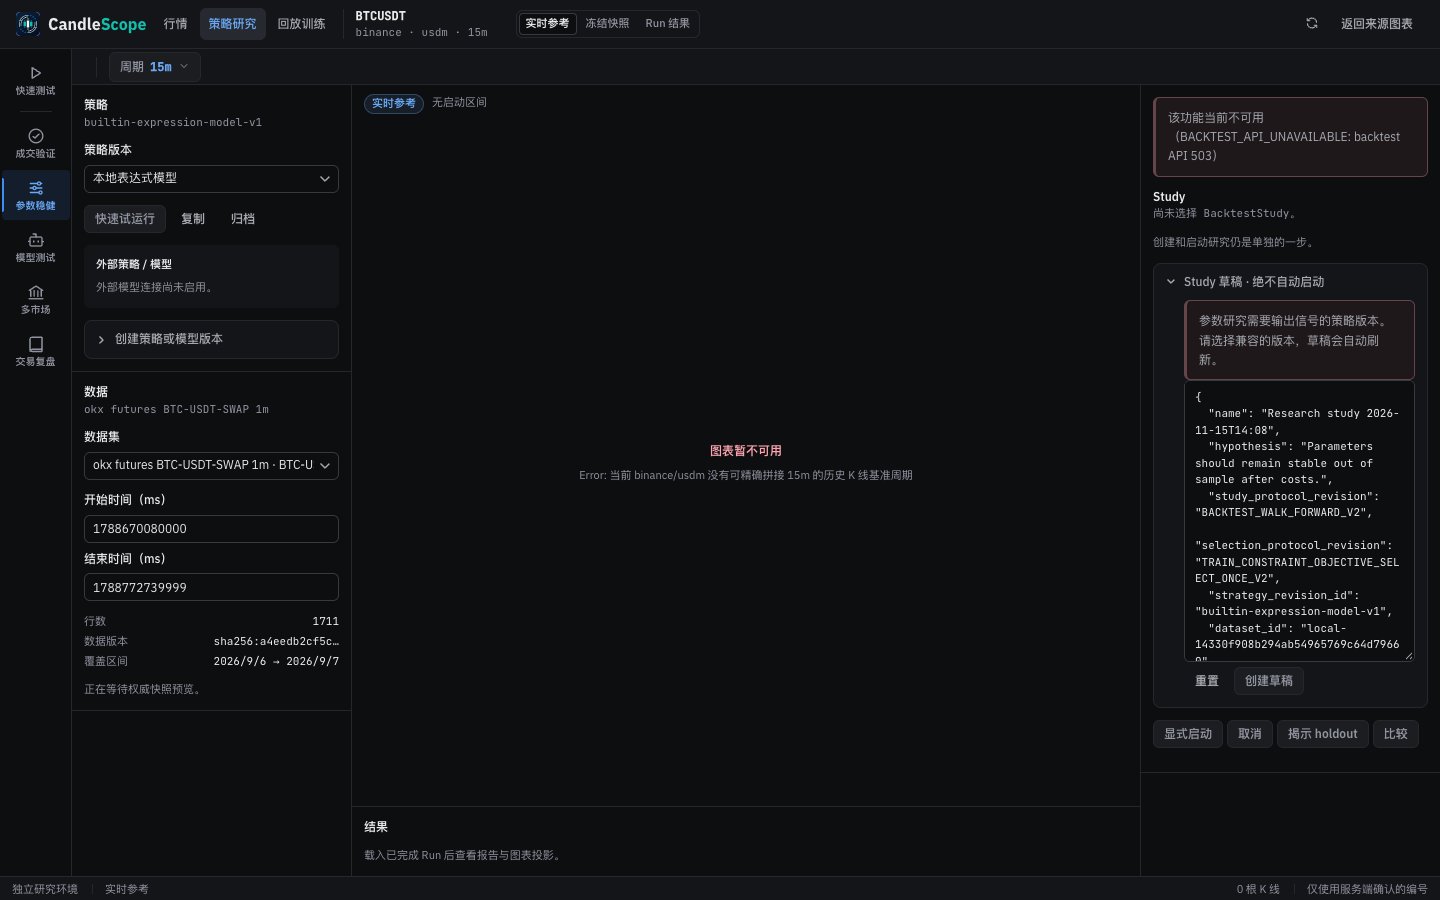 CandleScope 行情 策略研究 回放训练
BTCUSDT
binance · usdm · 15m
实时参考 冻结快照 Run 结果
返回来源图表
快速测试
成交验证
参数稳健
模型测试
多市场
交易复盘
周期 15m
策略
builtin-expression-model-v1
策略版本
本地表达式模型
快速试运行 复制 归档
外部策略 / 模型
外部模型连接尚未启用。
创建策略或模型版本
数据
okx futures BTC-USDT-SWAP 1m
数据集
okx futures BTC-USDT-SWAP 1m · BTC-U
开始时间（ms）
1788670080000
结束时间（ms）
1788772739999
行数 1711
数据版本 sha256:a4eedb2cf5c…
覆盖区间 2026/9/6 → 2026/9/7
正在等待权威快照预览。
实时参考 无启动区间
图表暂不可用
Error: 当前 binance/usdm 没有可精确拼接 15m 的历史 K 线基准周期
结果
载入已完成 Run 后查看报告与图表投影。
该功能当前不可用
（BACKTEST_API_UNAVAILABLE: backtest
API 503）
Study
尚未选择 BacktestStudy。
创建和启动研究仍是单独的一步。
Study 草稿 · 绝不自动启动
参数研究需要输出信号的策略版本。
请选择兼容的版本，草稿会自动刷
新。
{
"name": "Research study 2026-
11-15T14:08",
"hypothesis": "Parameters
should remain stable out of
sample after costs.",
"study_protocol_revision":
"BACKTEST_WALK_FORWARD_V2",
"selection_protocol_revision":
"TRAIN_CONSTRAINT_OBJECTIVE_SEL
ECT_ONCE_V2",
"strategy_revision_id":
"builtin-expression-model-v1",
"dataset_id": "local-
14330f908b294ab54965769c64d7966
0"
重置 创建草稿
显式启动 取消 揭示 holdout 比较
独立研究环境 实时参考
0 根 K 线 仅使用服务端确认的编号